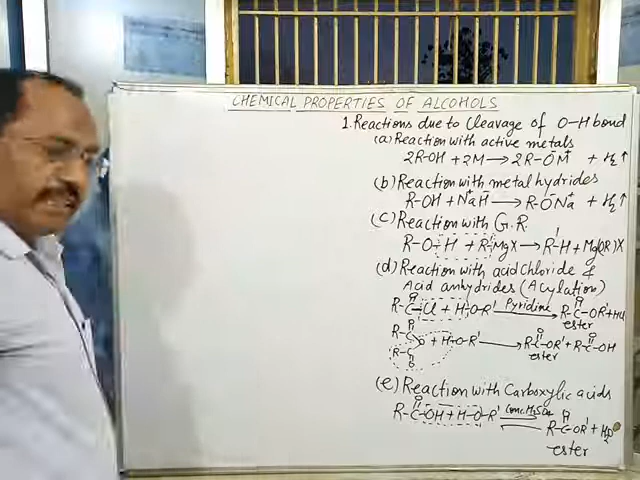 CHEMICAL PROPERTIES OF ALCOHOLS
1. Reactions due to Cleavage of O-H bond
(a) Reaction with active metals
2R-OH + 2M → 2R-O⁻M⁺ + H₂↑
(b) Reaction with metal hydrides
R-OH + Na⁺H⁻ → R-O⁻Na⁺ + H₂↑
(c) Reaction with G.R.
R-O-H + R'-MgX → R'-H + Mg(OR)X
(d) Reaction with acid chloride &
Acid anhydrides (Acylation)
R-C(=O)-Cl + H-O-R' —Pyridine→ R-C(=O)-OR' + HCl
ester
R-C(=O)-O-C(=O)-R + H-O-R' → R-C(=O)-OR' + R-C(=O)-OH
ester
(e) Reaction with Carboxylic acids
R-C(=O)-OH + H-O-R' ⇌ Conc. H₂SO₄ R-C(=O)-OR' + H₂O
ester